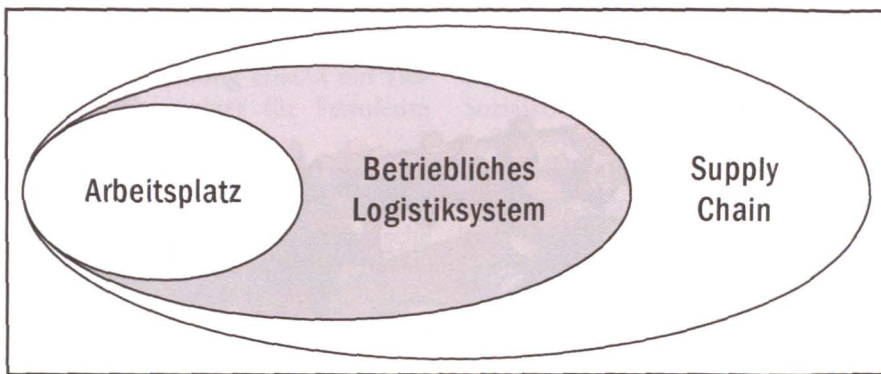 Arbeitsplatz
Betriebliches
Logistiksystem
Supply
Chain